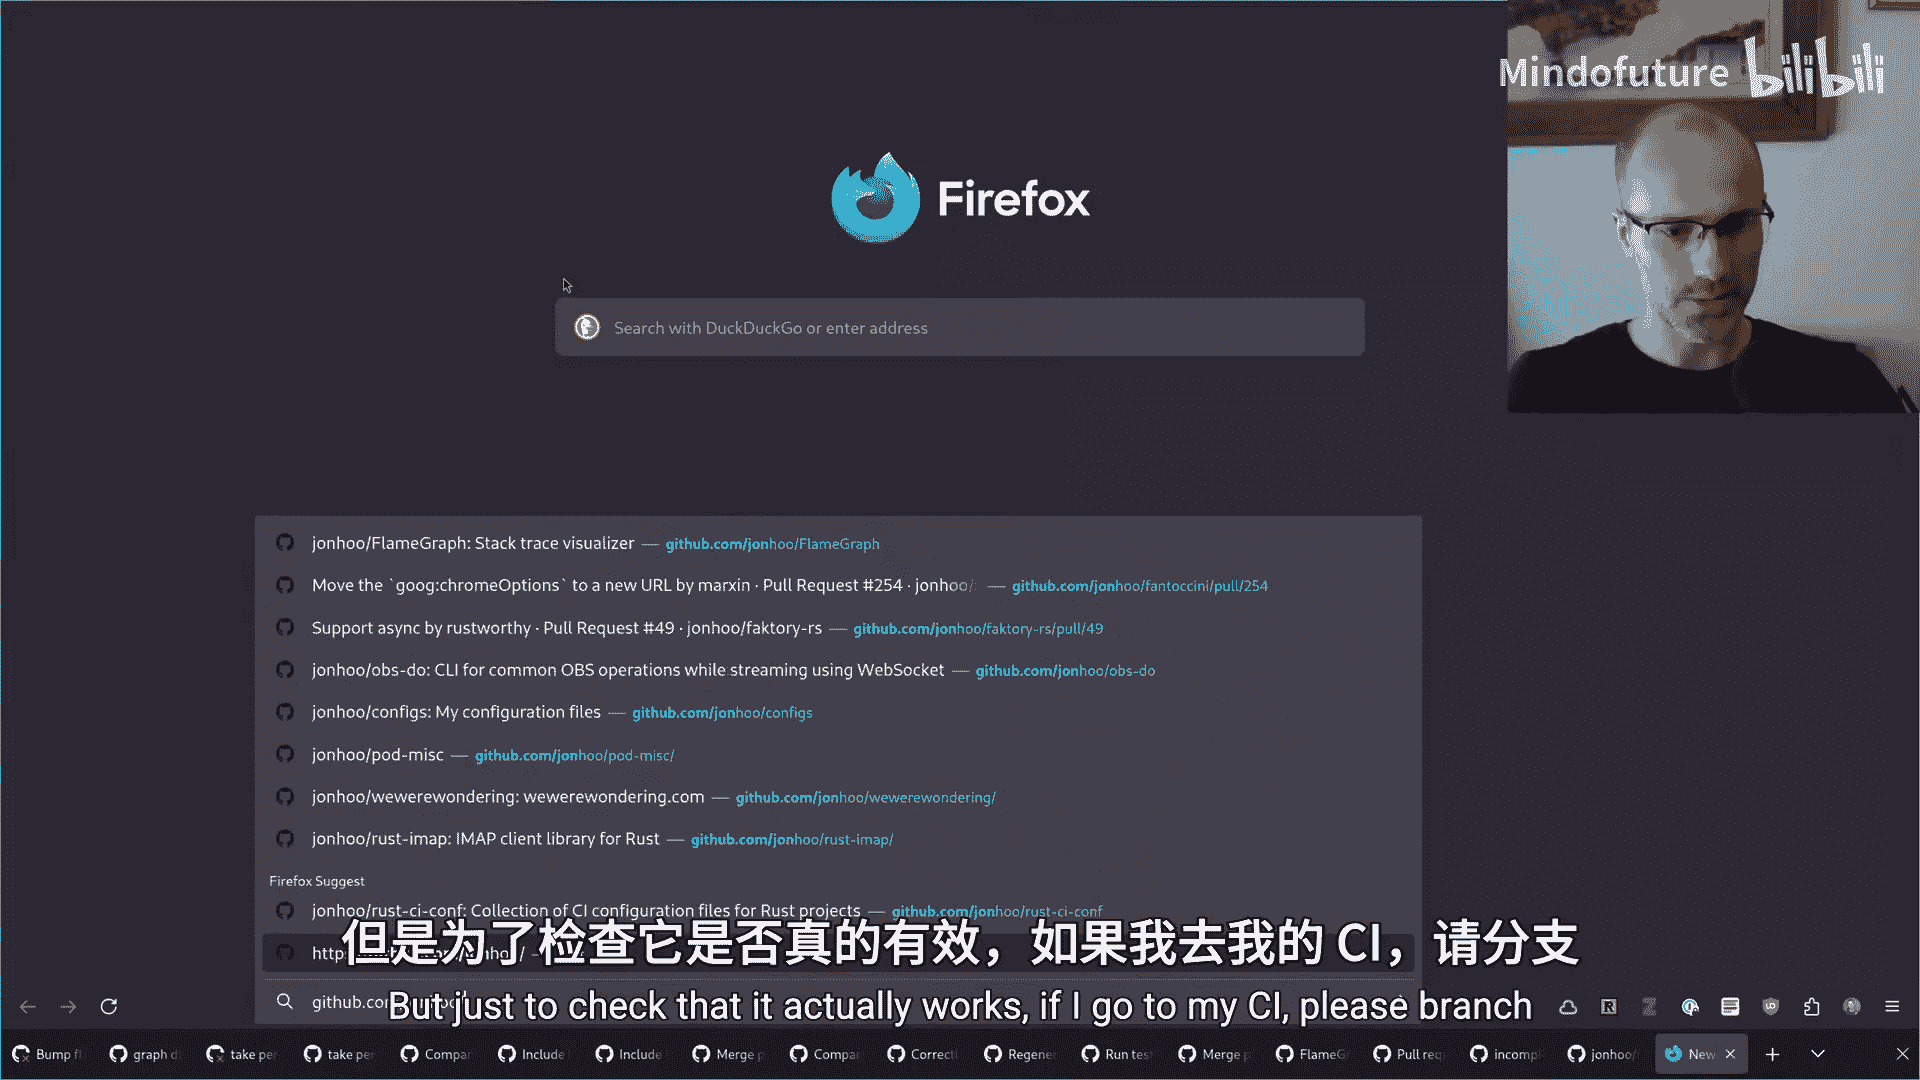 Mindofuture bilibili
Firefox
Search with DuckDuckGo or enter address
jonhoo/FlameGraph: Stack trace visualizer — github.com/jonhoo/FlameGraph
Move the `goog:chromeOptions` to a new URL by marxin · Pull Request #254 · jonhoo/ — github.com/jonhoo/fantoccini/pull/254
Support async by rustworthy · Pull Request #49 · jonhoo/faktory-rs — github.com/jonhoo/faktory-rs/pull/49
jonhoo/obs-do: CLI for common OBS operations while streaming using WebSocket — github.com/jonhoo/obs-do
jonhoo/configs: My configuration files — github.com/jonhoo/configs
jonhoo/pod-misc — github.com/jonhoo/pod-misc/
jonhoo/wewerewondering: wewerewondering.com — github.com/jonhoo/wewerewondering/
jonhoo/rust-imap: IMAP client library for Rust — github.com/jonhoo/rust-imap/
Firefox Suggest
jonhoo/rust-ci-conf: Collection of CI configuration files for Rust projects — github.com/jonhoo/rust-ci-conf
但是为了检查它是否真的有效，如果我去我的 CI，请分支
But just to check that it actually works, if I go to my CI, please branch
Bump fl graph di take per take per Compar Include Include Merge p Compar Correctl Regener Run test Merge p FlameGr Pull req incompl jonhoo/ New